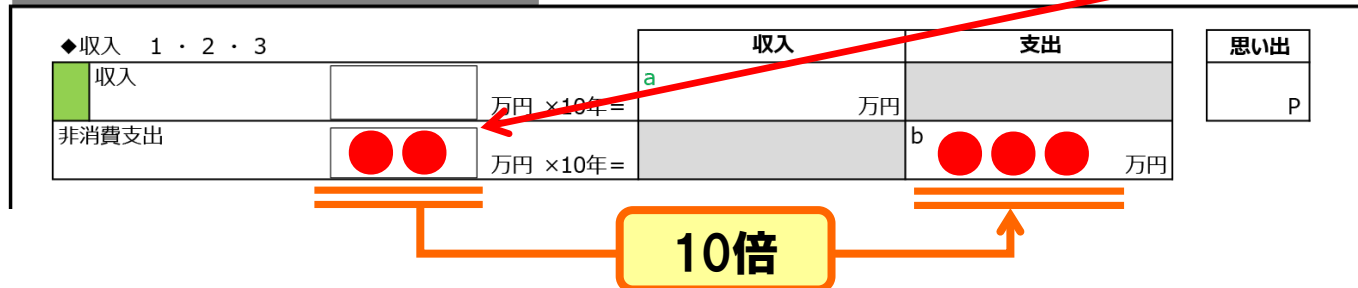 ◆収入 1・2・3 収入 支出 思い出
収入 万円 ×10年= a 万円 P
非消費支出 ●● 万円 ×10年= b ●●● 万円
10倍